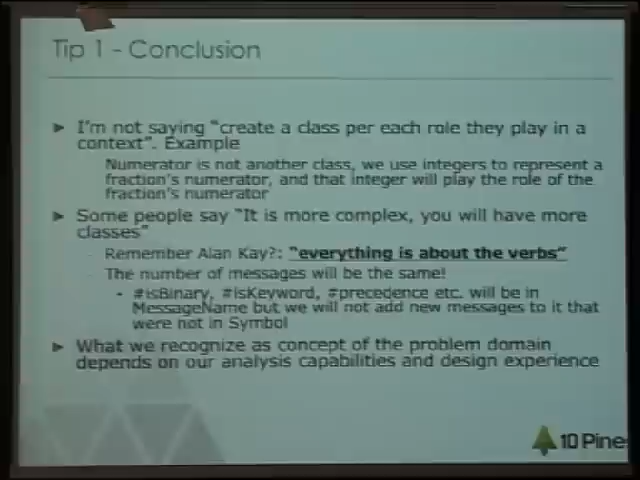 Tip 1 - Conclusion
I'm not saying "create a class per each role they play in a
context". Example
Numerator is not another class, we use integers to represent a
fraction's numerator, and that integer will play the role of the
fraction's numerator
Some people say "It is more complex, you will have more
classes"
Remember Alan Kay?: "everything is about the verbs"
The number of messages will be the same!
#isBinary, #isKeyword, #precedence etc. will be in
MessageName but we will not add new messages to it that
were not in Symbol
What we recognize as concept of the problem domain
depends on our analysis capabilities and design experience
10 Pine